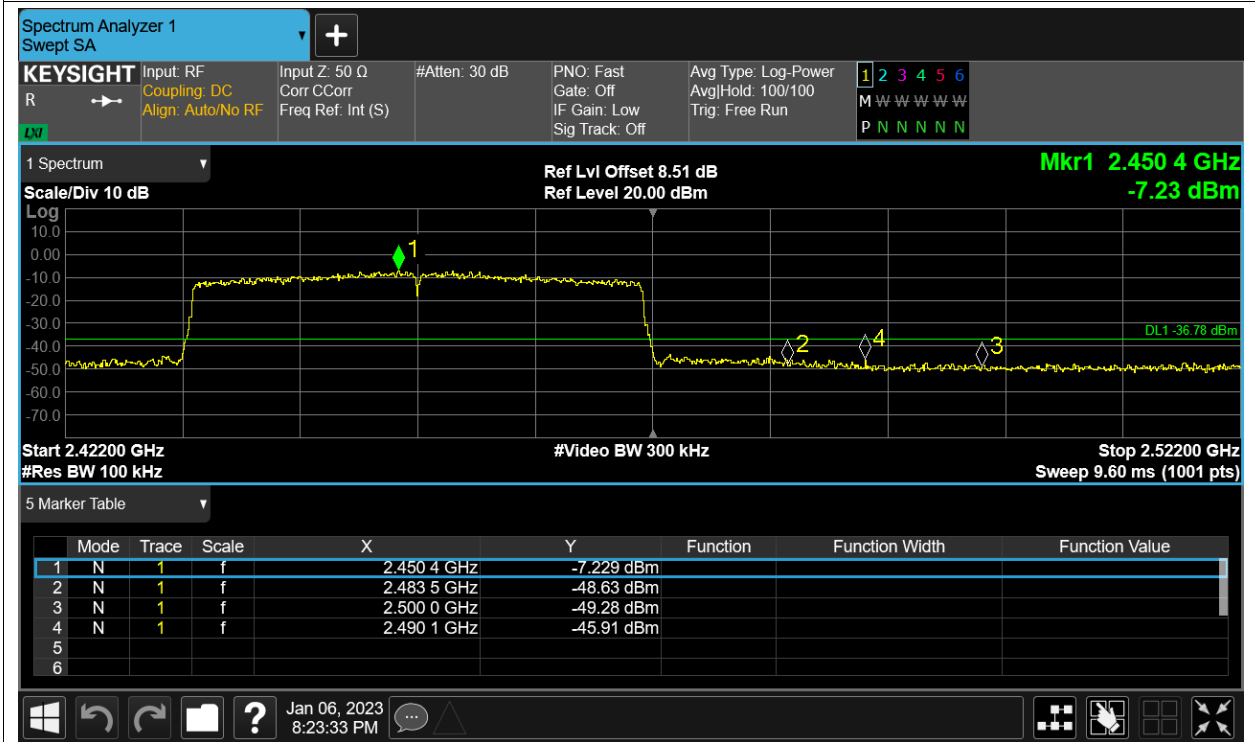 Spectrum Analyzer 1
Swept SA
+
KEYSIGHT
R
LXI
Input: RF
Coupling: DC
Align: Auto/No RF
Input Z: 50 Ω
Corr CCorr
Freq Ref: Int (S)
#Atten: 30 dB
PNO: Fast
Gate: Off
IF Gain: Low
Sig Track: Off
Avg Type: Log-Power
Avg|Hold: 100/100
Trig: Free Run
1 2 3 4 5 6
M W W W W W
P N N N N N
1 Spectrum
Scale/Div 10 dB
Ref Lvl Offset 8.51 dB
Ref Level 20.00 dBm
Mkr1 2.450 4 GHz
-7.23 dBm
Log
10.0
0.00
-10.0
-20.0
-30.0
-40.0
-50.0
-60.0
-70.0
1
2
4
3
DL1 -36.78 dBm
Start 2.42200 GHz
#Video BW 300 kHz
Stop 2.52200 GHz
#Res BW 100 kHz
Sweep 9.60 ms (1001 pts)
5 Marker Table
Mode Trace Scale X Y Function Function Width Function Value
1 N 1 f 2.450 4 GHz -7.229 dBm
2 N 1 f 2.483 5 GHz -48.63 dBm
3 N 1 f 2.500 0 GHz -49.28 dBm
4 N 1 f 2.490 1 GHz -45.91 dBm
5
6
?
Jan 06, 2023
8:23:33 PM